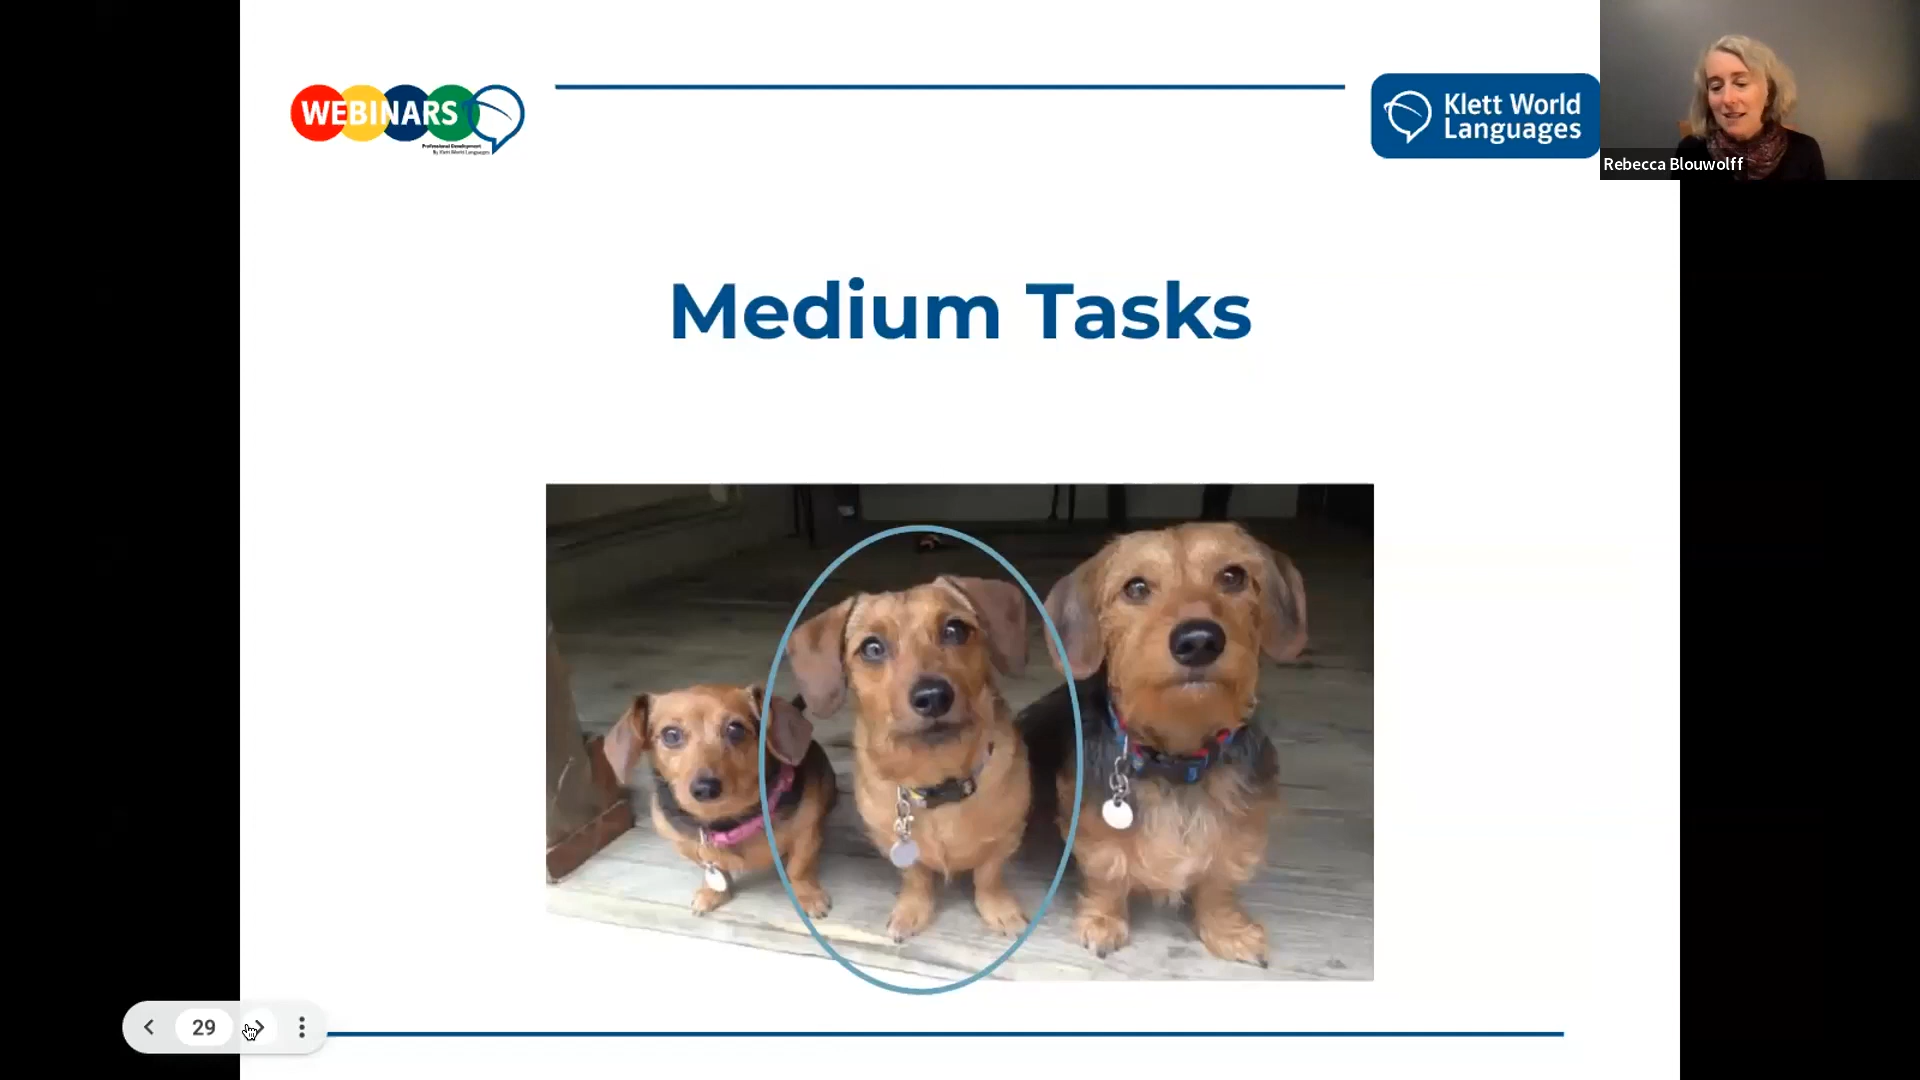 WEBINARS
Professional Development
By Klett World Languages
Klett World
Languages
Rebecca Blouwolff
Medium Tasks
29